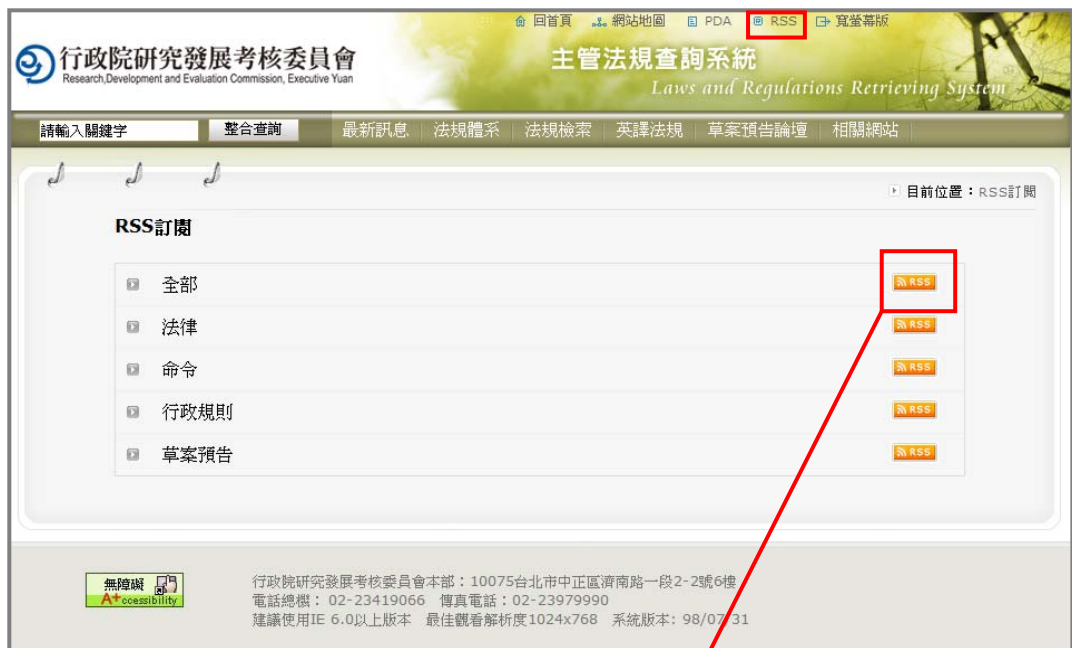 回首頁 網站地圖 PDA RSS 寬螢幕版
行政院研究發展考核委員會
Research,Development and Evaluation Commission, Executive Yuan
主管法規查詢系統
Laws and Regulations Retrieving System
請輸入關鍵字 整合查詢 最新訊息 法規體系 法規檢索 英譯法規 草案預告論壇 相關網站
目前位置：RSS訂閱
RSS訂閱
全部 RSS
法律 RSS
命令 RSS
行政規則 RSS
草案預告 RSS
無障礙
A+ccessibility
行政院研究發展考核委員會本部：10075台北市中正區濟南路一段2-2號6樓
電話總機：02-23419066 傳真電話：02-23979990
建議使用IE 6.0以上版本 最佳觀看解析度1024x768 系統版本：98/07/31